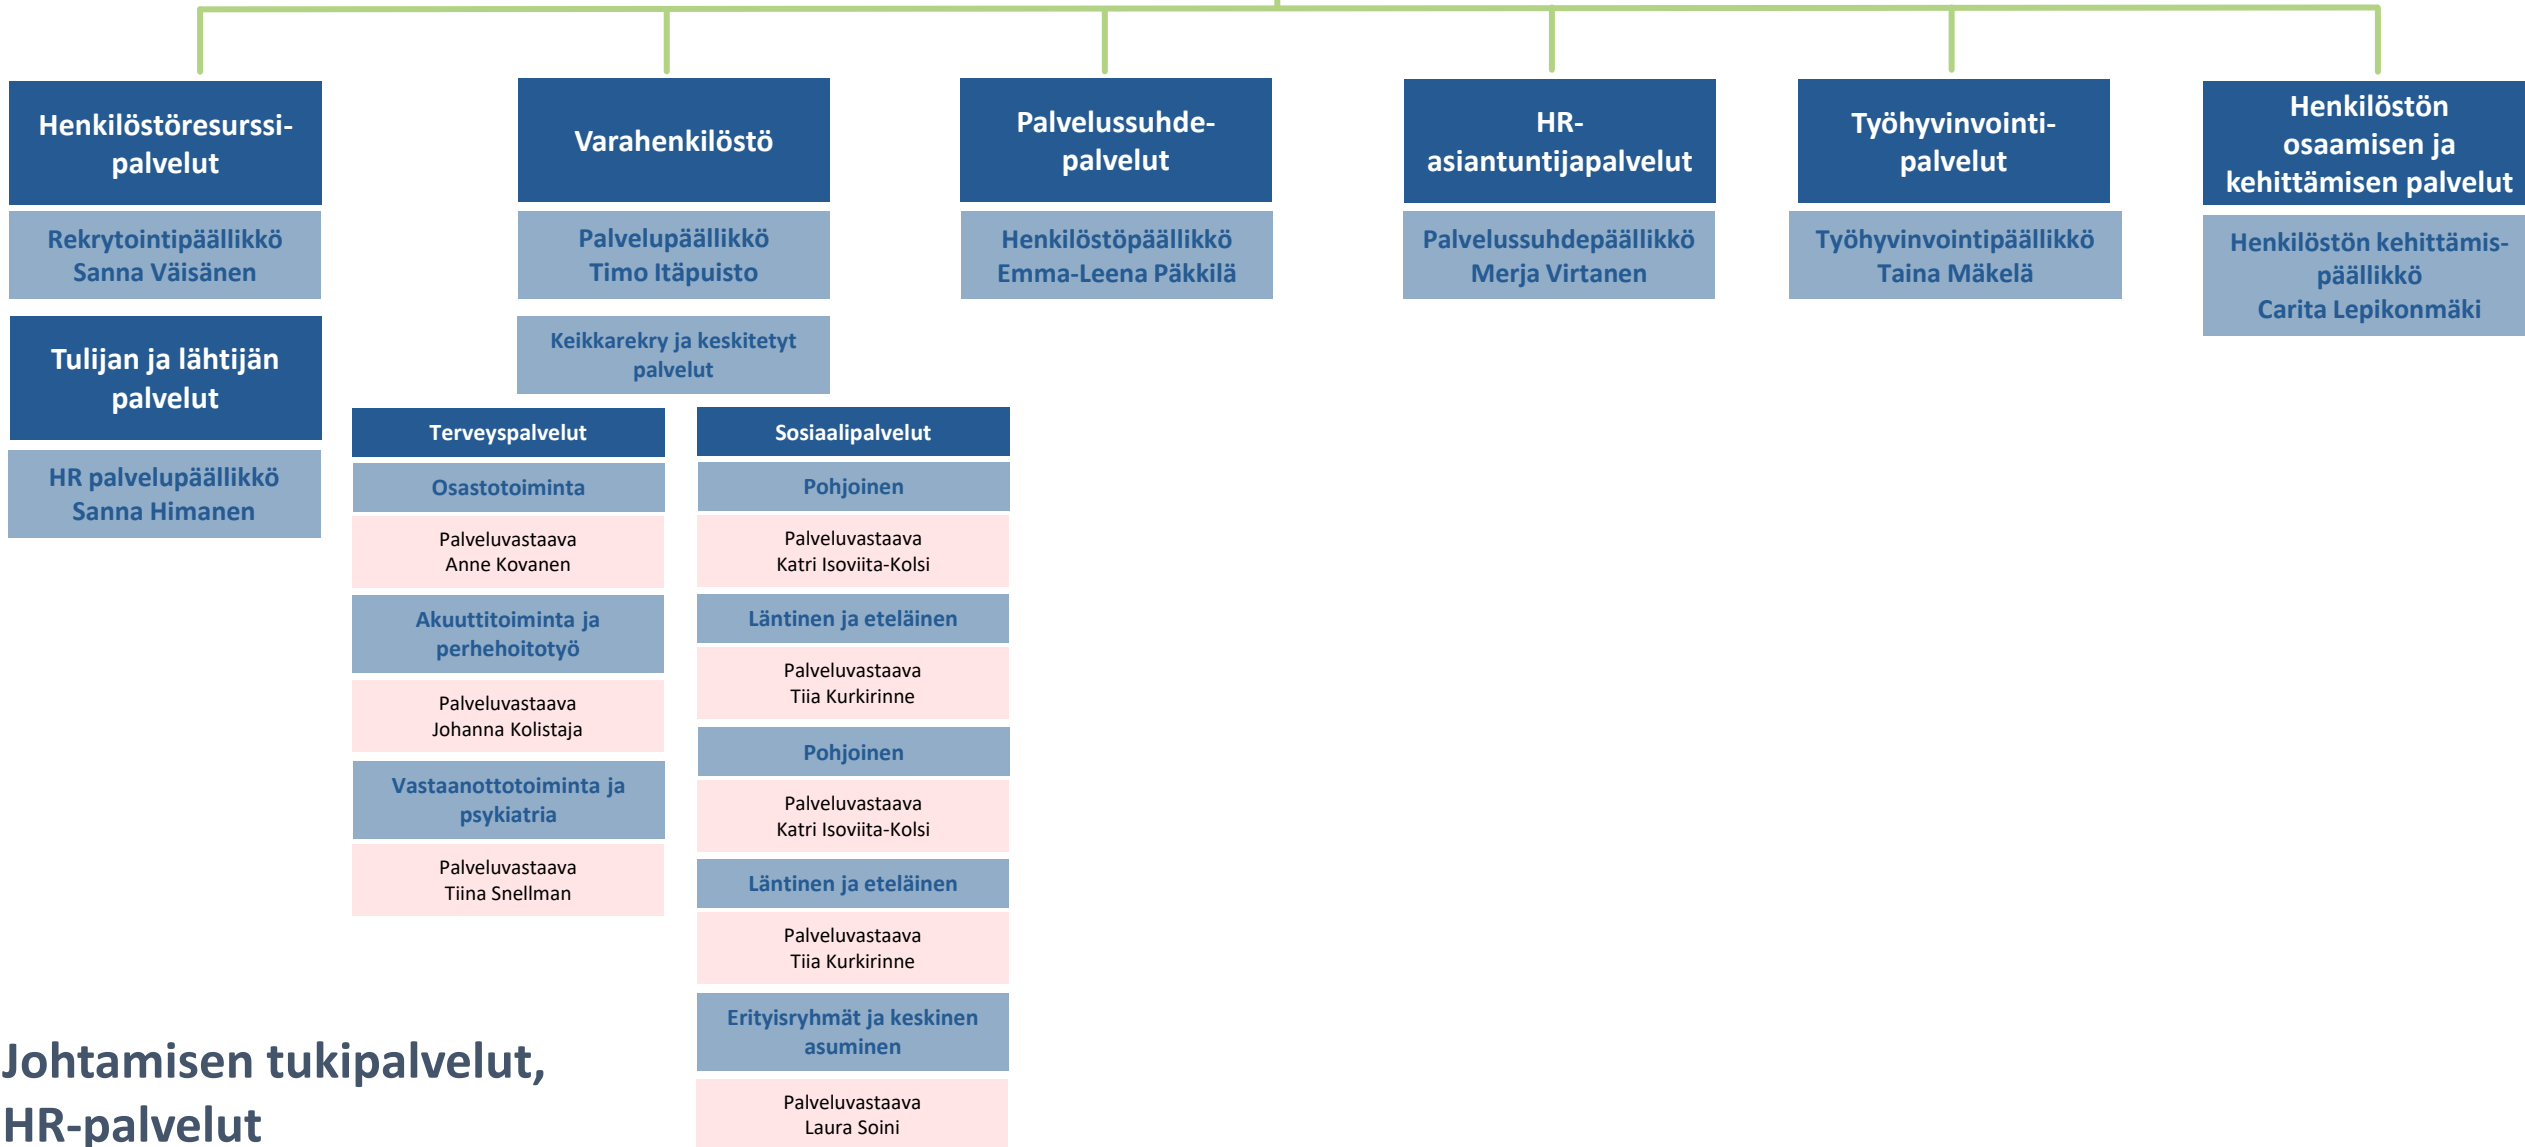 Henkilöstöresurssi-
palvelut
Rekrytointipäällikkö
Sanna Väisänen
Tulijan ja lähtijän
palvelut
HR palvelupäällikkö
Sanna Himanen
Varahenkilöstö
Palvelupäällikkö
Timo Itäpuisto
Keikkarekry ja keskitetyt
palvelut
Terveyspalvelut
Osastotoiminta
Palveluvastaava
Anne Kovanen
Akuuttitoiminta ja
perhehoitotyö
Palveluvastaava
Johanna Kolistaja
Vastaanottotoiminta ja
psykiatria
Palveluvastaava
Tiina Snellman
Sosiaalipalvelut
Pohjoinen
Palveluvastaava
Katri Isoviita-Kolsi
Läntinen ja eteläinen
Palveluvastaava
Tiia Kurkirinne
Pohjoinen
Palveluvastaava
Katri Isoviita-Kolsi
Läntinen ja eteläinen
Palveluvastaava
Tiia Kurkirinne
Erityisryhmät ja keskinen
asuminen
Palveluvastaava
Laura Soini
Palvelussuhde-
palvelut
Henkilöstöpäällikkö
Emma-Leena Päkkilä
HR-
asiantuntijapalvelut
Palvelussuhdepäällikkö
Merja Virtanen
Työhyvinvointi-
palvelut
Työhyvinvointipäällikkö
Taina Mäkelä
Henkilöstön
osaamisen ja
kehittämisen palvelut
Henkilöstön kehittämis-
päällikkö
Carita Lepikonmäki
Johtamisen tukipalvelut,
HR-palvelut